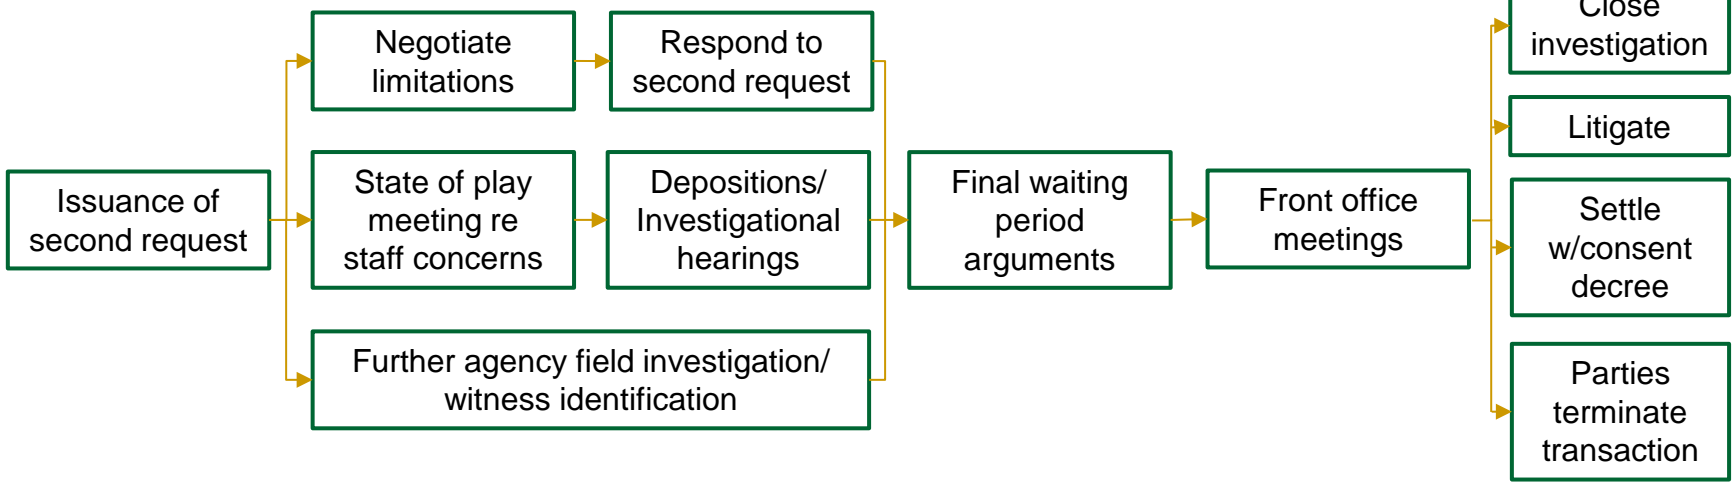 Issuance of
second request
Negotiate
limitations
Respond to
second request
State of play
meeting re
staff concerns
Depositions/
Investigational
hearings
Further agency field investigation/
witness identification
Final waiting
period
arguments
Front office
meetings
Close
investigation
Litigate
Settle
w/consent
decree
Parties
terminate
transaction